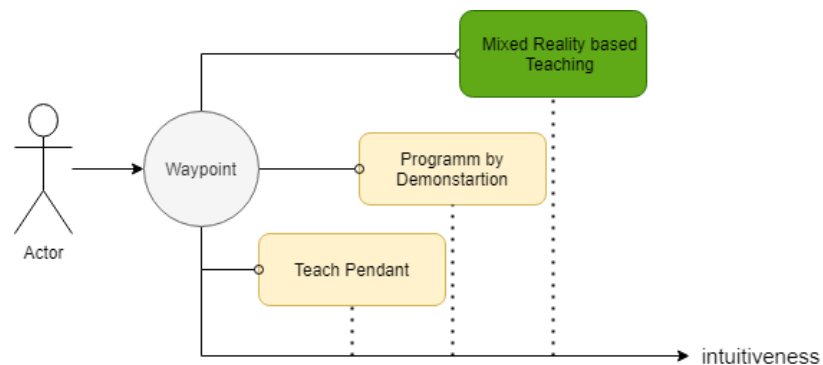 Mixed Reality based
Teaching
Waypoint
Programm by
Demonstartion
Actor
Teach Pendant
intuitiveness